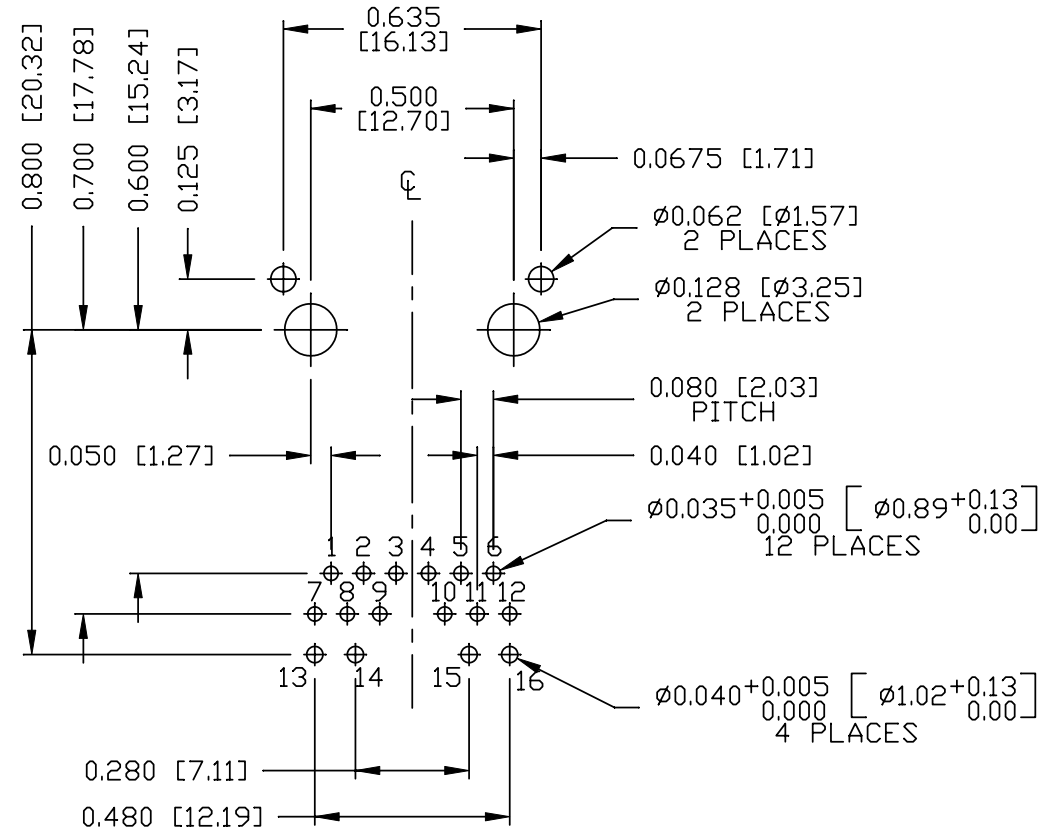 0.635
[16.13]
0.800 [20.32]
0.700 [17.78]
0.600 [15.24]
0.125 [3.17]
0.500
[12.70]
0.0675 [1.71]
℄
Ø0.062 [Ø1.57]
2 PLACES
Ø0.128 [Ø3.25]
2 PLACES
0.080 [2.03]
PITCH
0.050 [1.27]
0.040 [1.02]
Ø0.035+0.005 [ Ø0.89+0.13 ]
0.000 0.00
12 PLACES
1 2 3 4 5 6
7 8 9 10 11 12
13 14 15 16
Ø0.040+0.005 [ Ø1.02+0.13 ]
0.000 0.00
4 PLACES
0.280 [7.11]
0.480 [12.19]